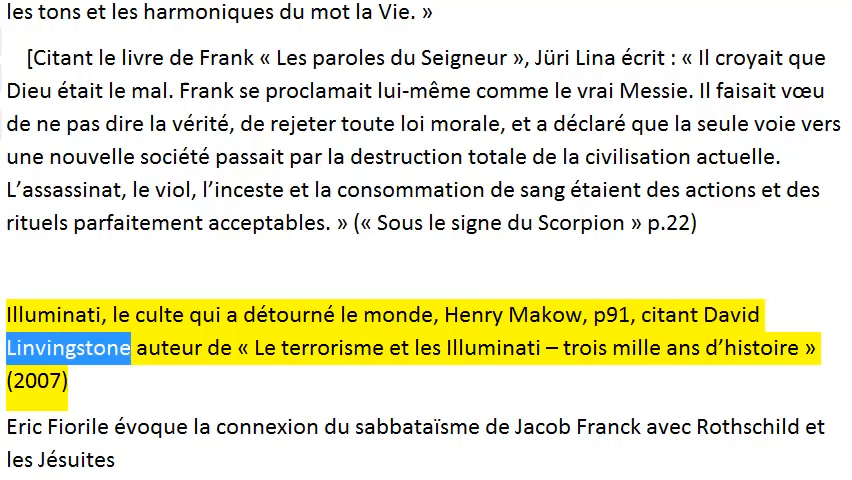 les tons et les harmoniques du mot la Vie. »
[Citant le livre de Frank « Les paroles du Seigneur », Jüri Lina écrit : « Il croyait que
Dieu était le mal. Frank se proclamait lui-même comme le vrai Messie. Il faisait vœu
de ne pas dire la vérité, de rejeter toute loi morale, et a déclaré que la seule voie vers
une nouvelle société passait par la destruction totale de la civilisation actuelle.
L’assassinat, le viol, l’inceste et la consommation de sang étaient des actions et des
rituels parfaitement acceptables. » (« Sous le signe du Scorpion » p.22)
Illuminati, le culte qui a détourné le monde, Henry Makow, p91, citant David
Linvingstone auteur de « Le terrorisme et les Illuminati – trois mille ans d’histoire »
(2007)
Eric Fiorile évoque la connexion du sabbataïsme de Jacob Franck avec Rothschild et
les Jésuites